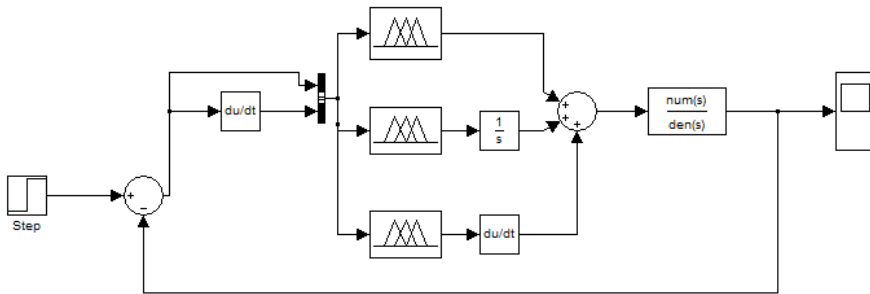 du/dt
1
s
num(s)
den(s)
+
+
+
+
−
Step
du/dt